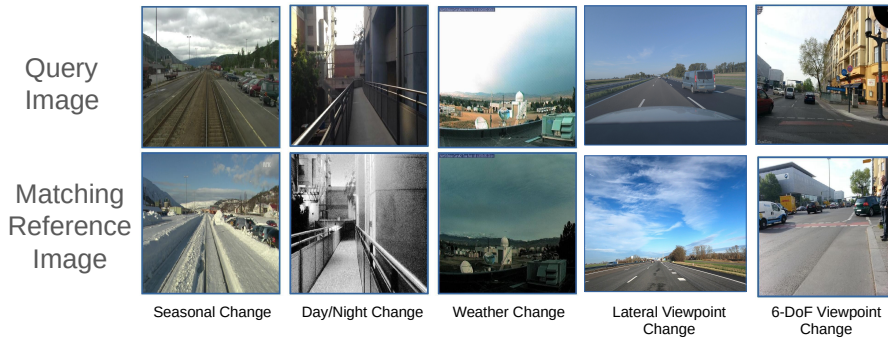 Query
Image
Matching
Reference
Image
Seasonal Change
Day/Night Change
Weather Change
Lateral Viewpoint
Change
6-DoF Viewpoint
Change